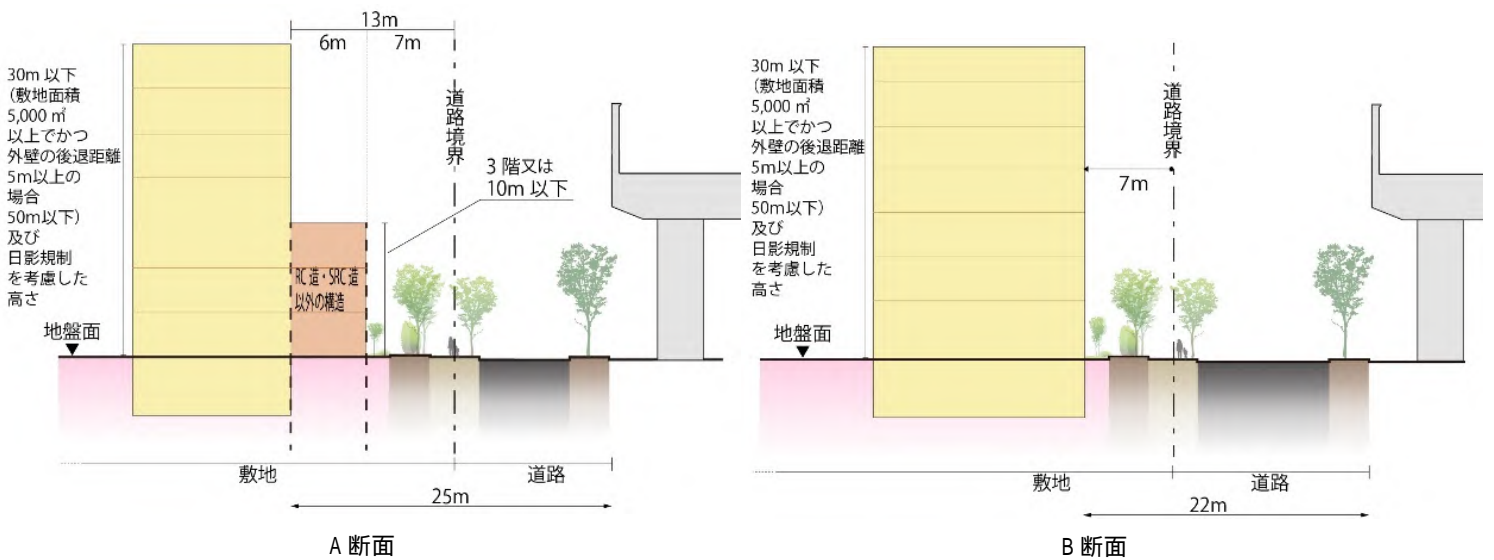 13m
6m
7m
30m 以下
(敷地面積
5,000 ㎡
以上でかつ
外壁の後退距離
5m以上の
場合
50m以下)
及び
日影規制
を考慮した
高さ
道路境界
3 階又は
10m 以下
RC 造・SRC 造
以外の構造
地盤面
敷地
道路
25m
A 断面
30m 以下
(敷地面積
5,000 ㎡
以上でかつ
外壁の後退距離
5m以上の
場合
50m以下)
及び
日影規制
を考慮した
高さ
道路境界
7m
地盤面
敷地
道路
22m
B 断面